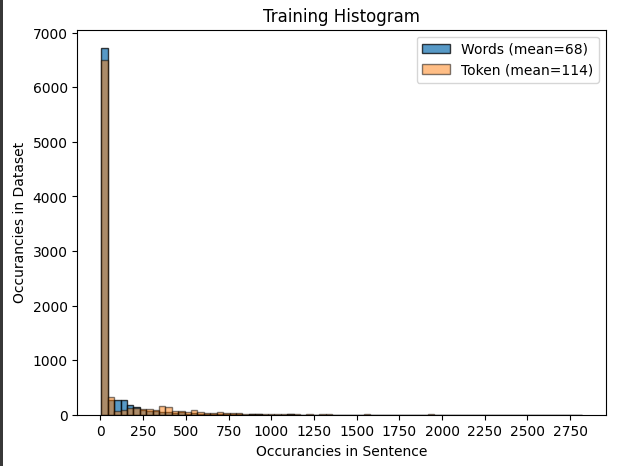 Training Histogram
Words (mean=68)
Token (mean=114)
7000
6000
5000
4000
3000
2000
1000
0
Occurancies in Dataset
0 250 500 750 1000 1250 1500 1750 2000 2250 2500 2750
Occurancies in Sentence